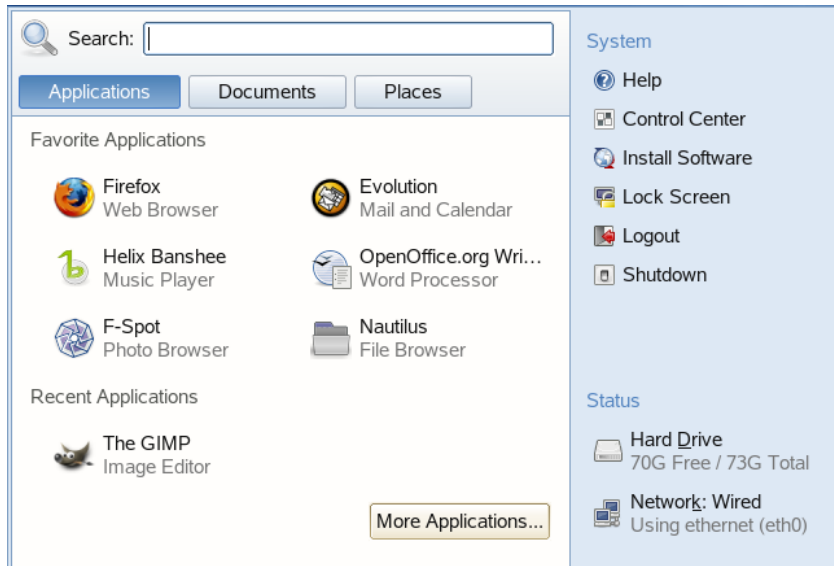 Search:
Applications
Documents
Places
Favorite Applications
Firefox
Web Browser
Evolution
Mail and Calendar
Helix Banshee
Music Player
OpenOffice.org Wri...
Word Processor
F-Spot
Photo Browser
Nautilus
File Browser
Recent Applications
The GIMP
Image Editor
More Applications...
System
Help
Control Center
Install Software
Lock Screen
Logout
Shutdown
Status
Hard Drive
70G Free / 73G Total
Network: Wired
Using ethernet (eth0)